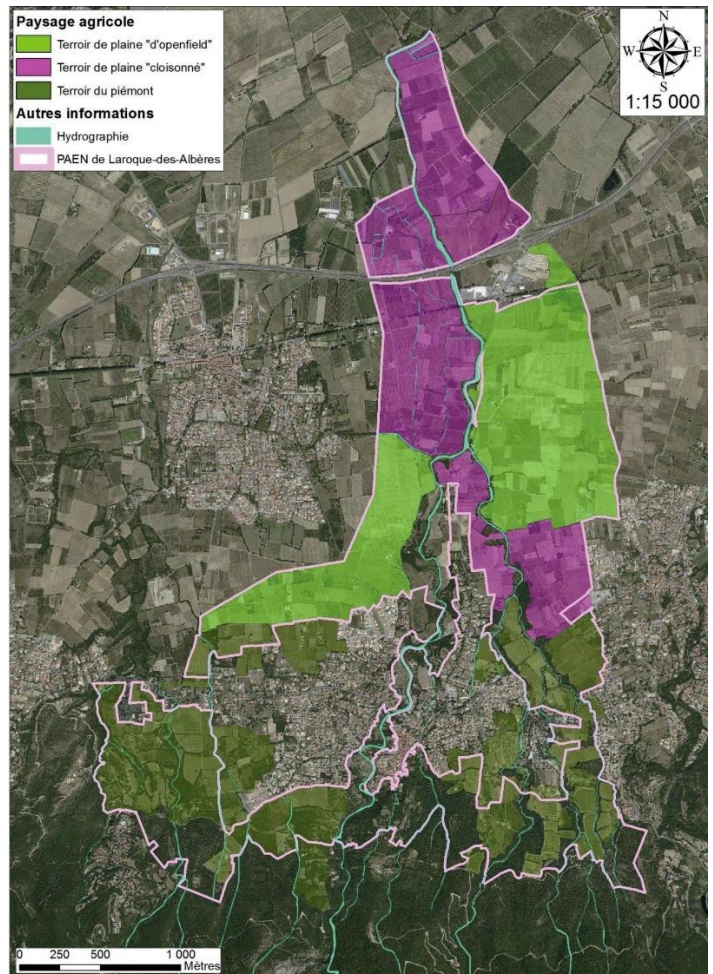 Paysage agricole
Terroir de plaine "d'openfield"
Terroir de plaine "cloisonné"
Terroir du piémont
Autres informations
Hydrographie
PAEN de Laroque-des-Albères
N
W E
S
1:15 000
0 250 500 1 000
Mètres